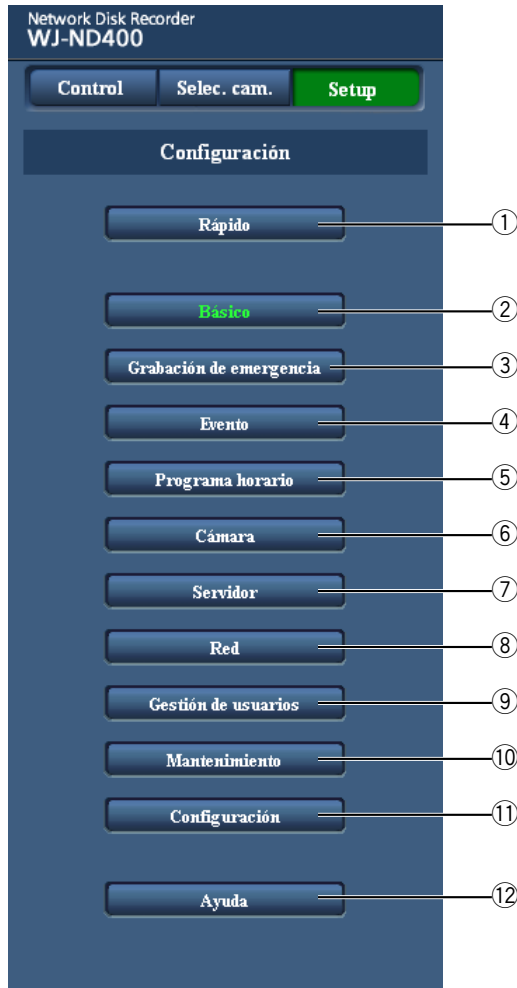 Network Disk Recorder
WJ-ND400
Control Selec. cam. Setup
Configuración
Rápido ①
Básico ②
Grabación de emergencia ③
Evento ④
Programa horario ⑤
Cámara ⑥
Servidor ⑦
Red ⑧
Gestión de usuarios ⑨
Mantenimiento ⑩
Configuración ⑪
Ayuda ⑫